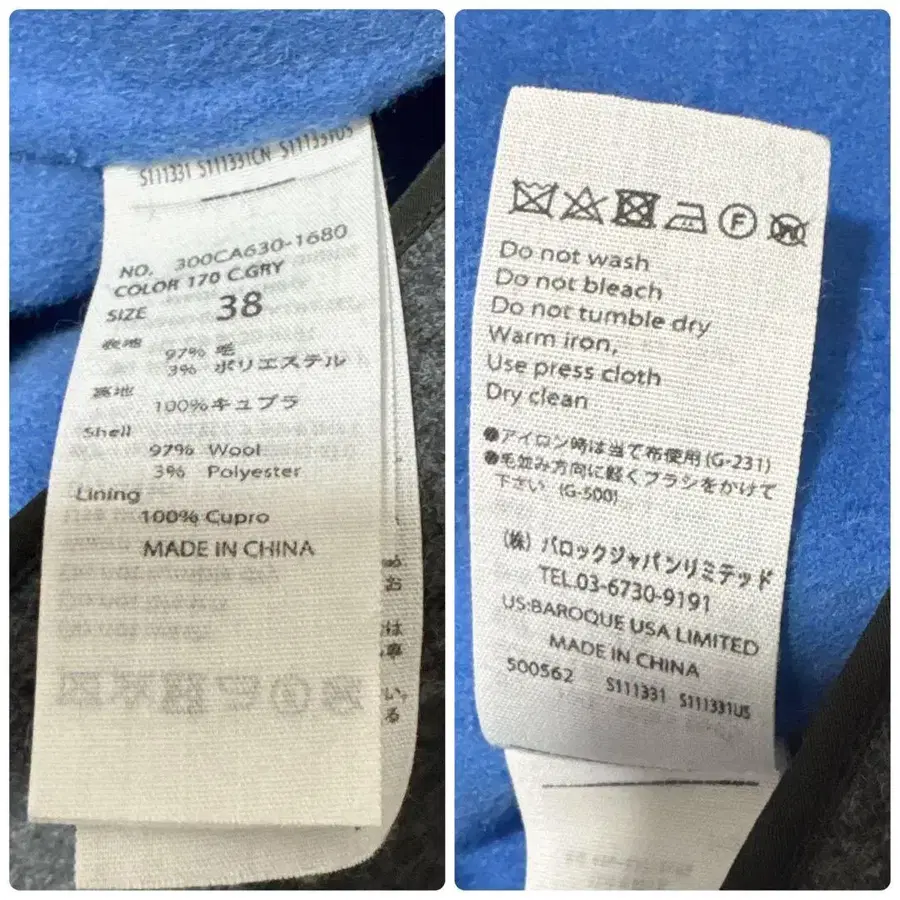 S111331 S111331CN S111331US
NO. 300CA630-1680
COLOR 170 C.GRY
SIZE 38
表地
97% 毛
3% ポリエステル
裏地
100%キュプラ
Shell
97% Wool
3% Polyester
Lining
100% Cupro
MADE IN CHINA
め
お
は
い。
る
F
W
Do not wash
Do not bleach
Do not tumble dry
Warm iron,
Use press cloth
Dry clean
●アイロン時は当て布使用(G-231)
●毛並み方向に軽くブラシをかけて
下さい (G-500)
(株) バロックジャパンリミテッド
TEL.03-6730-9191
US:BAROQUE USA LIMITED
MADE IN CHINA
500562 S111331 S111331US